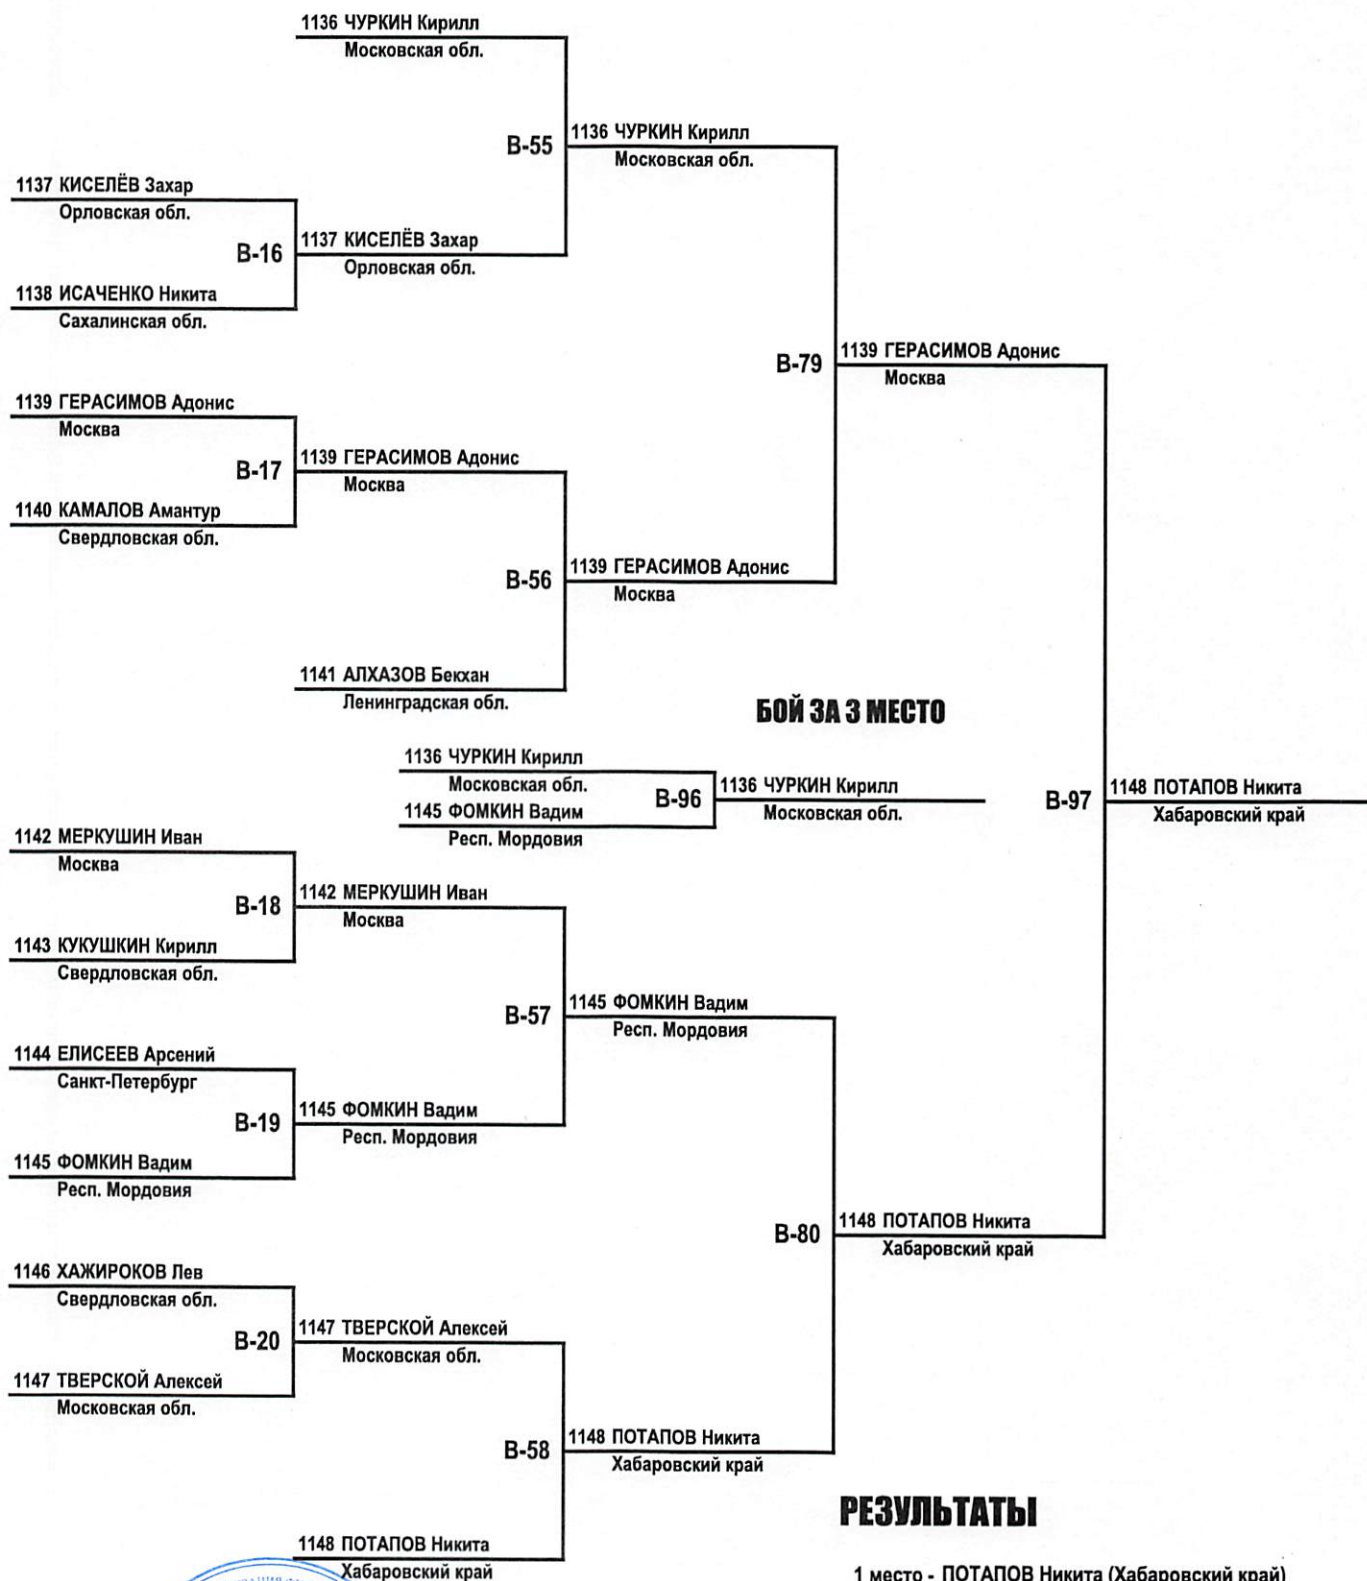 1136 ЧУРКИН Кирилл
Московская обл.
В-55
1136 ЧУРКИН Кирилл
Московская обл.
1137 КИСЕЛЁВ Захар
Орловская обл.
В-16
1137 КИСЕЛЁВ Захар
Орловская обл.
1138 ИСАЧЕНКО Никита
Сахалинская обл.
В-79
1139 ГЕРАСИМОВ Адонис
Москва
1139 ГЕРАСИМОВ Адонис
Москва
В-17
1139 ГЕРАСИМОВ Адонис
Москва
1140 КАМАЛОВ Амантур
Свердловская обл.
В-56
1139 ГЕРАСИМОВ Адонис
Москва
1141 АЛХАЗОВ Бекхан
Ленинградская обл.
БОЙ ЗА 3 МЕСТО
1136 ЧУРКИН Кирилл
Московская обл.
В-96
1136 ЧУРКИН Кирилл
Московская обл.
1145 ФОМКИН Вадим
Респ. Мордовия
В-97
1148 ПОТАПОВ Никита
Хабаровский край
1142 МЕРКУШИН Иван
Москва
В-18
1142 МЕРКУШИН Иван
Москва
1143 КУКУШКИН Кирилл
Свердловская обл.
В-57
1145 ФОМКИН Вадим
Респ. Мордовия
1144 ЕЛИСЕЕВ Арсений
Санкт-Петербург
В-19
1145 ФОМКИН Вадим
Респ. Мордовия
1145 ФОМКИН Вадим
Респ. Мордовия
В-80
1148 ПОТАПОВ Никита
Хабаровский край
1146 ХАЖИРОКОВ Лев
Свердловская обл.
В-20
1147 ТВЕРСКОЙ Алексей
Московская обл.
1147 ТВЕРСКОЙ Алексей
Московская обл.
В-58
1148 ПОТАПОВ Никита
Хабаровский край
1148 ПОТАПОВ Никита
Хабаровский край
РЕЗУЛЬТАТЫ
1 место - ПОТАПОВ Никита (Хабаровский край)